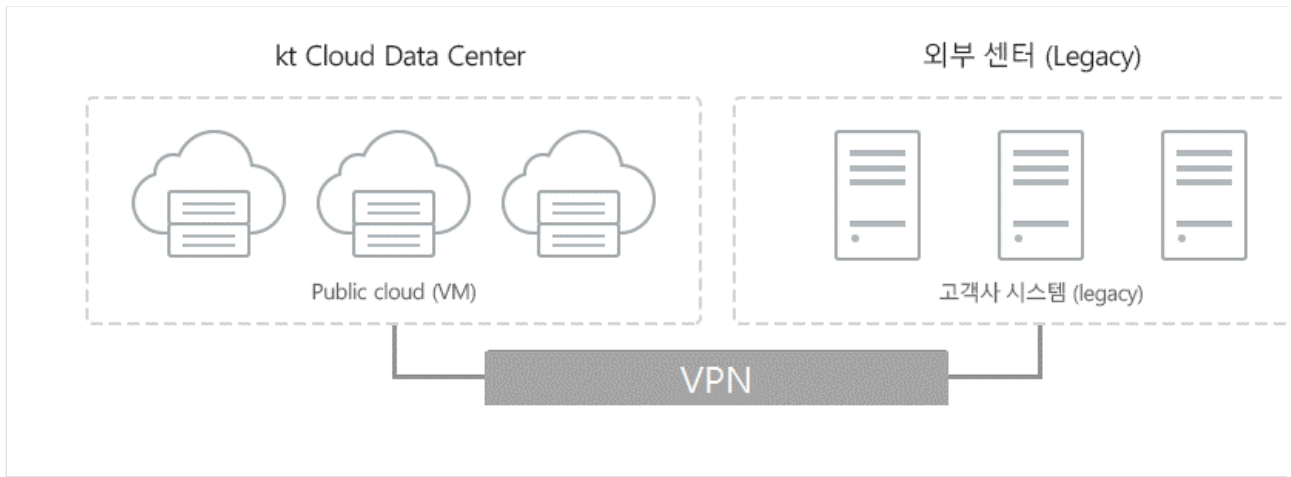 kt Cloud Data Center
외부 센터 (Legacy)
Public cloud (VM)
고객사 시스템 (legacy)
VPN